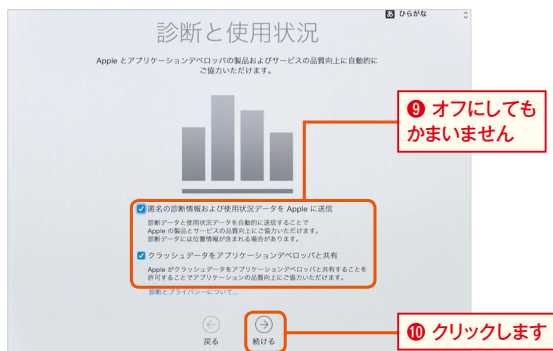 あ ひらがな
診断と使用状況
Apple とアプリケーションデベロッパの製品およびサービスの品質向上に自動的に
ご協力いただけます。
❾ オフにしても
かまいません
匿名の診断情報および使用状況データを Apple に送信
診断データと使用状況データを自動的に送信することで
Apple の製品とサービスの品質向上にご協力いただけます。
診断データには位置情報が含まれる場合があります。
クラッシュデータをアプリケーションデベロッパと共有
Apple がクラッシュデータをアプリケーションデベロッパと共有することを
許可することでアプリケーションの品質向上にご協力いただけます。
診断とプライバシーについて...
戻る
続ける
❿ クリックします